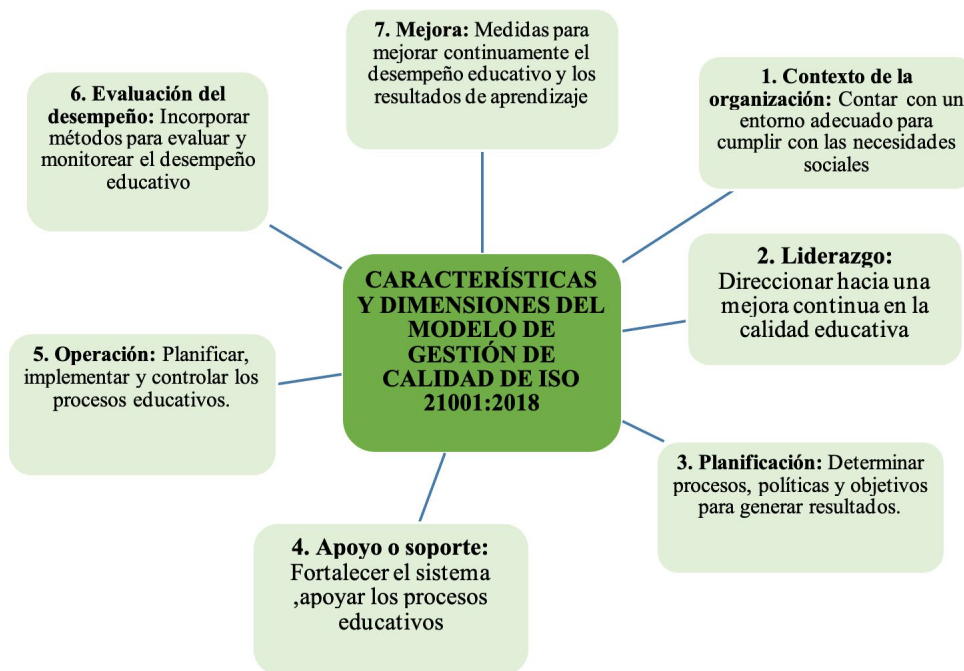 CARACTERÍSTICAS
Y DIMENSIONES DEL
MODELO DE
GESTIÓN DE
CALIDAD DE ISO
21001:2018
1. Contexto de la
organización: Contar con un
entorno adecuado para
cumplir con las necesidades
sociales
2. Liderazgo:
Direccionar hacia una
mejora continua en la
calidad educativa
3. Planificación: Determinar
procesos, políticas y objetivos
para generar resultados.
4. Apoyo o soporte:
Fortalecer el sistema
,apoyar los procesos
educativos
5. Operación: Planificar,
implementar y controlar los
procesos educativos.
6. Evaluación del
desempeño: Incorporar
métodos para evaluar y
monitorear el desempeño
educativo
7. Mejora: Medidas para
mejorar continuamente el
desempeño educativo y los
resultados de aprendizaje